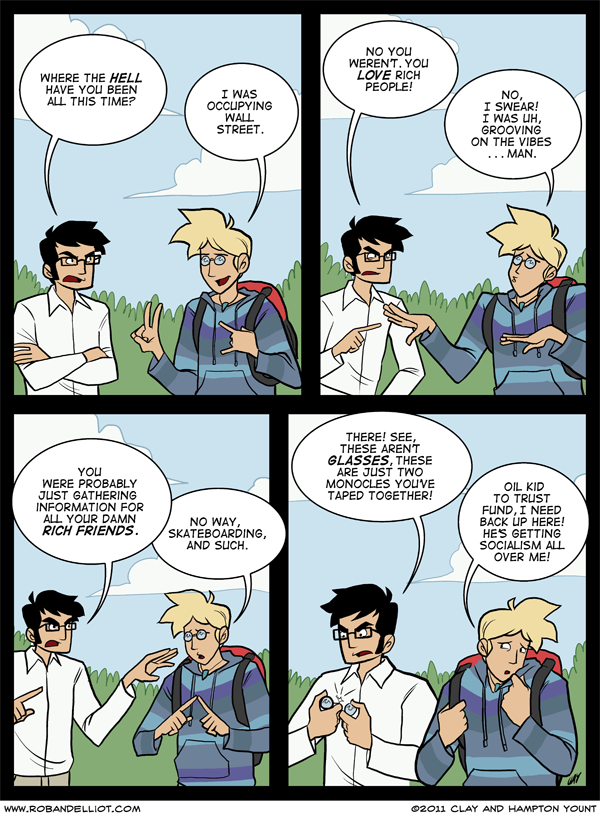 WHERE THE HELL
HAVE YOU BEEN
ALL THIS TIME?
I WAS
OCCUPYING
WALL
STREET.
NO YOU
WEREN'T. YOU
LOVE RICH
PEOPLE!
NO,
I SWEAR!
I WAS UH,
GROOVING
ON THE VIBES
...MAN.
YOU
WERE PROBABLY
JUST GATHERING
INFORMATION FOR
ALL YOUR DAMN
RICH FRIENDS.
NO WAY,
SKATEBOARDING,
AND SUCH.
THERE! SEE,
THESE AREN'T
GLASSES, THESE
ARE JUST TWO
MONOCLES YOU'VE
TAPED TOGETHER!
OIL KID
TO TRUST
FUND, I NEED
BACK UP HERE!
HE'S GETTING
SOCIALISM ALL
OVER ME!
WWW.ROBANDELLIOT.COM
©2011 CLAY AND HAMPTON YOUNT